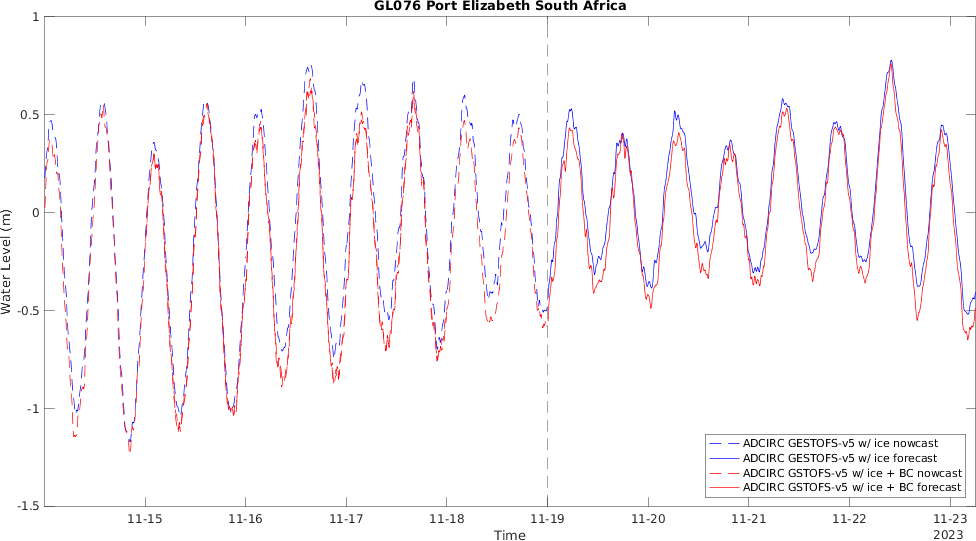 GL076 Port Elizabeth South Africa
1
0.5
0
-0.5
-1
-1.5
Water Level (m)
11-15
11-16
11-17
11-18
11-19
11-20
11-21
11-22
11-23
2023
Time
ADCIRC GESTOFS-v5 w/ ice nowcast
ADCIRC GESTOFS-v5 w/ ice forecast
ADCIRC GSTOFS-v5 w/ ice + BC nowcast
ADCIRC GSTOFS-v5 w/ ice + BC forecast